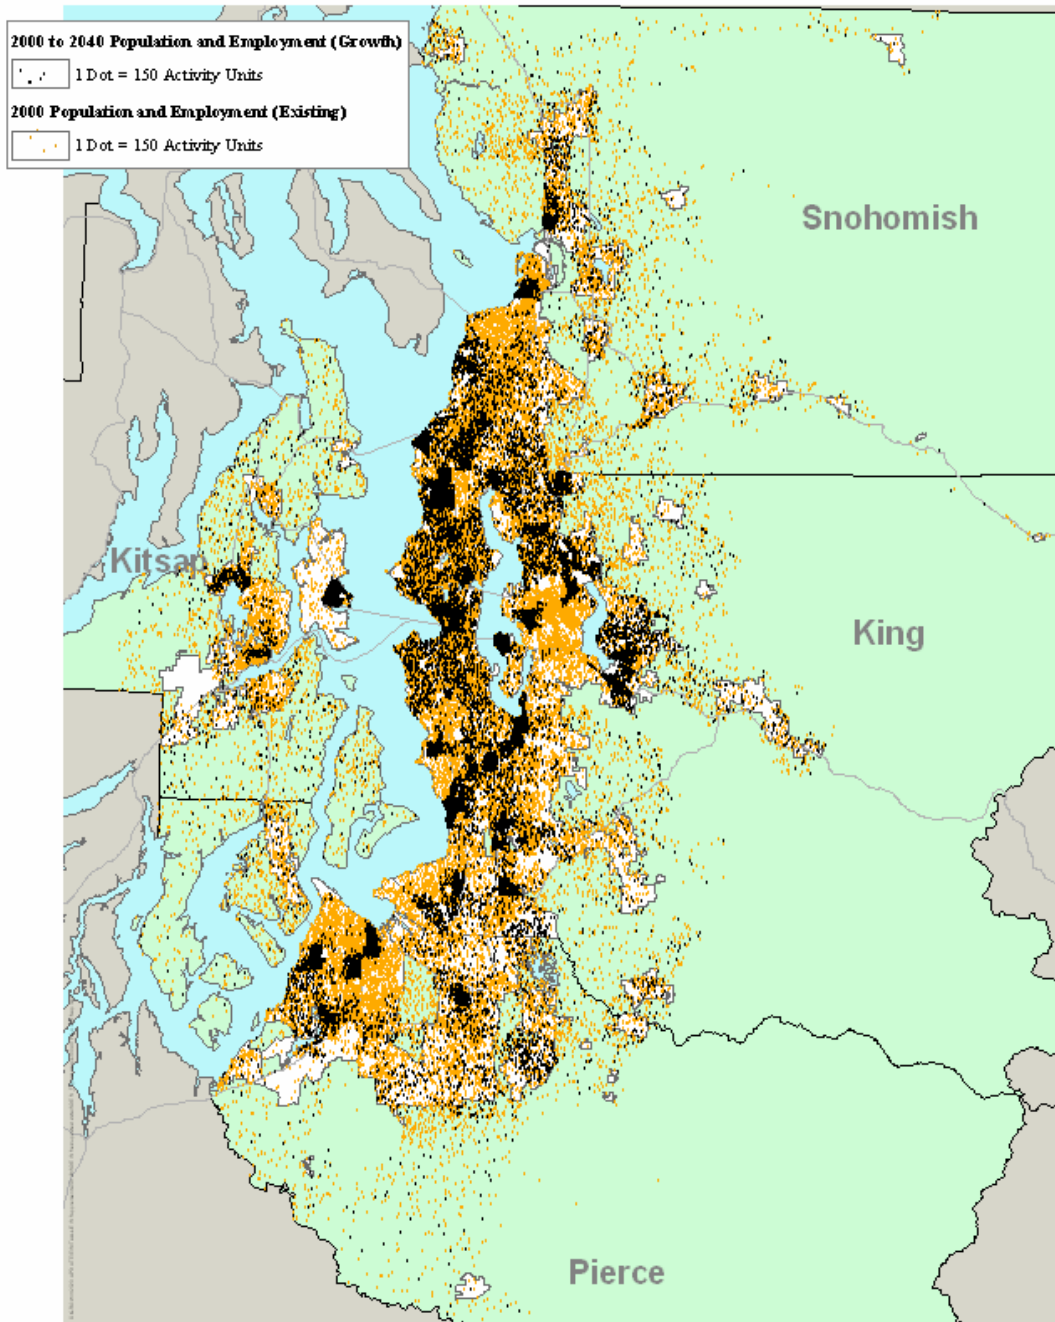 2000 to 2040 Population and Employment (Growth)
1 Dot = 150 Activity Units
2000 Population and Employment (Existing)
1 Dot = 150 Activity Units
Snohomish
Kitsap
King
Pierce